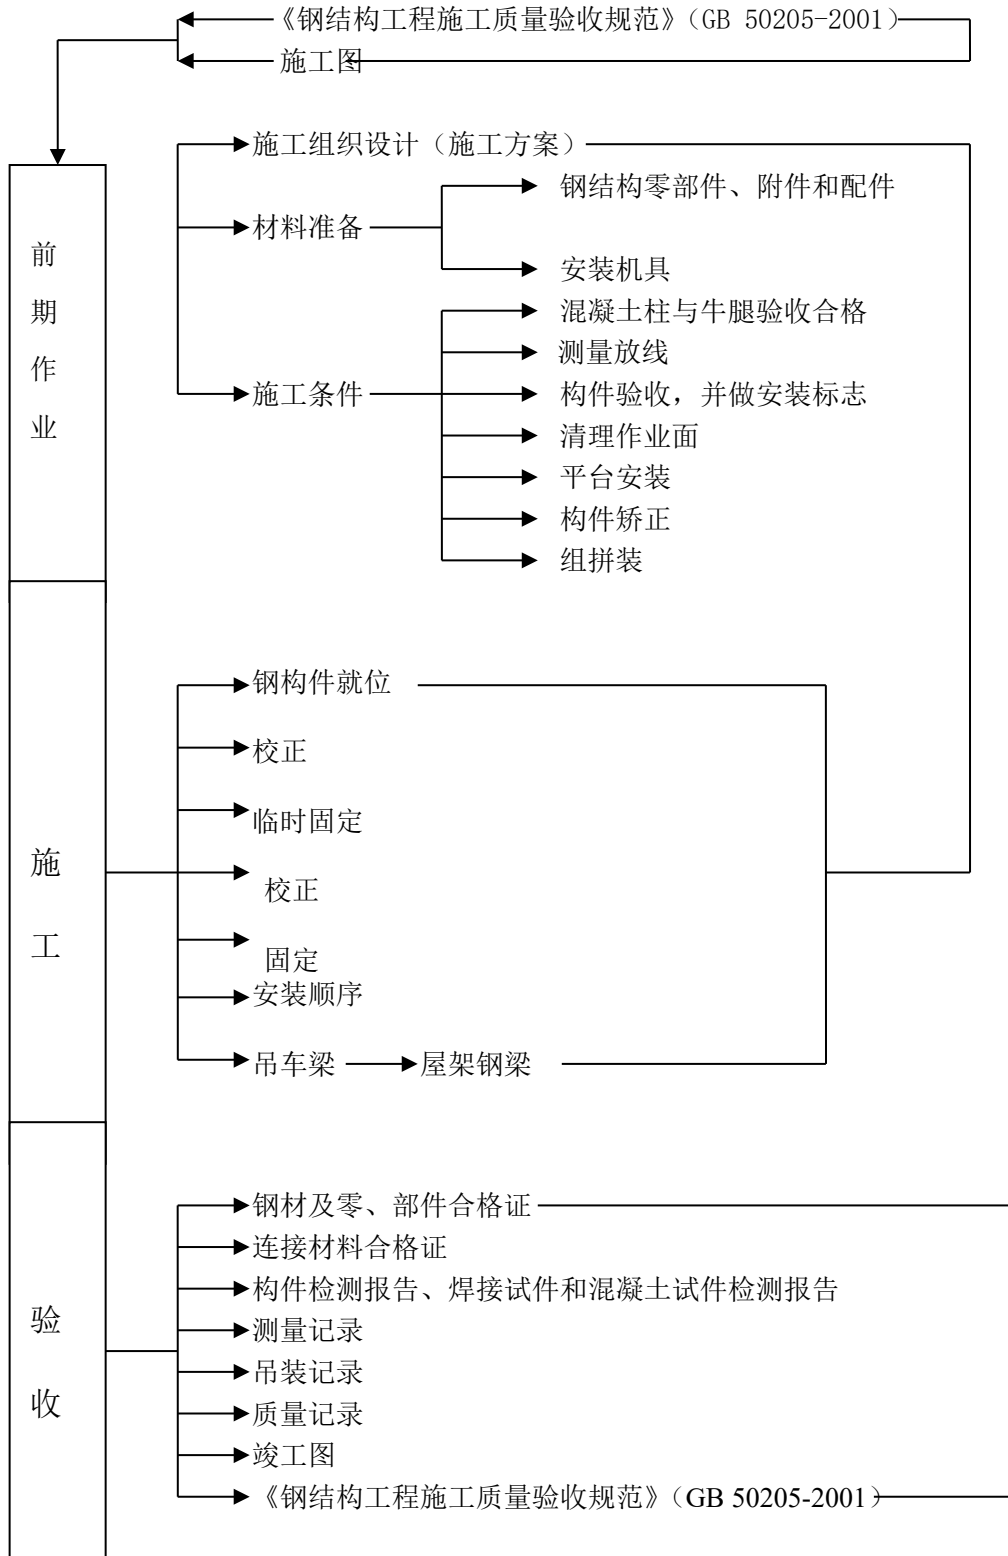 《钢结构工程施工质量验收规范》（GB 50205-2001）
施工图
前期作业
施工组织设计（施工方案）
材料准备
钢结构零部件、附件和配件
安装机具
施工条件
混凝土柱与牛腿验收合格
测量放线
构件验收，并做安装标志
清理作业面
平台安装
构件矫正
组拼装
施工
钢构件就位
校正
临时固定
校正
固定
安装顺序
吊车梁
屋架钢梁
验收
钢材及零、部件合格证
连接材料合格证
构件检测报告、焊接试件和混凝土试件检测报告
测量记录
吊装记录
质量记录
竣工图
《钢结构工程施工质量验收规范》（GB 50205-2001）